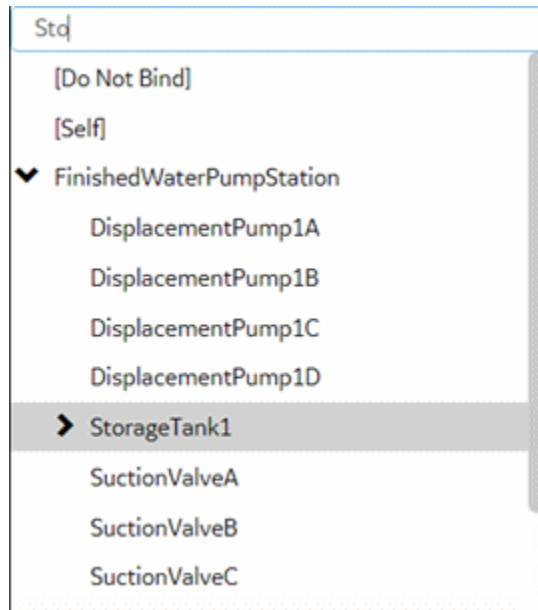 Sto
[Do Not Bind]
[Self]
FinishedWaterPumpStation
DisplacementPump1A
DisplacementPump1B
DisplacementPump1C
DisplacementPump1D
StorageTank1
SuctionValveA
SuctionValveB
SuctionValveC